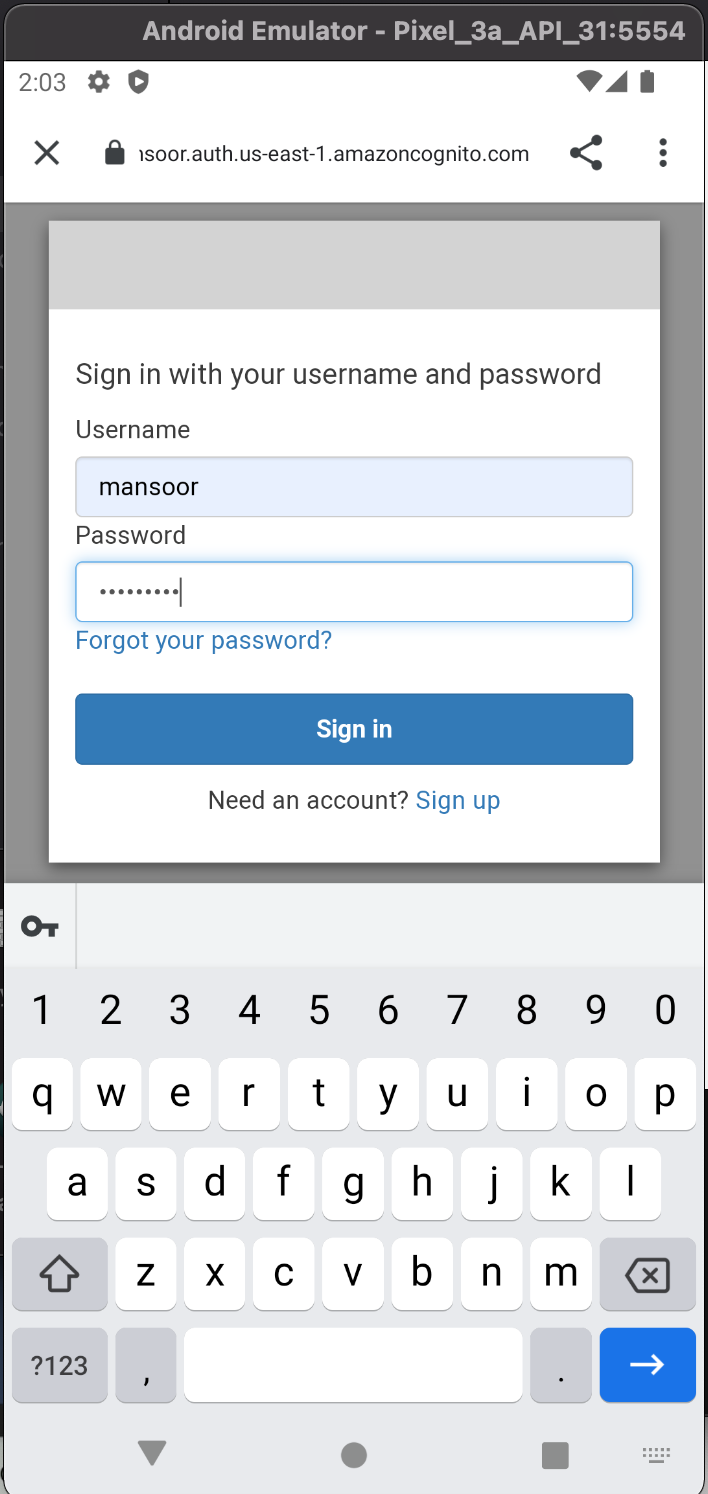 Android Emulator - Pixel_3a_API_31:5554
2:03
nsoor.auth.us-east-1.amazoncognito.com
Sign in with your username and password
Username
mansoor
Password
•••••••••
Forgot your password?
Sign in
Need an account? Sign up
1 2 3 4 5 6 7 8 9 0
q w e r t y u i o p
a s d f g h j k l
z x c v b n m
?123 , .